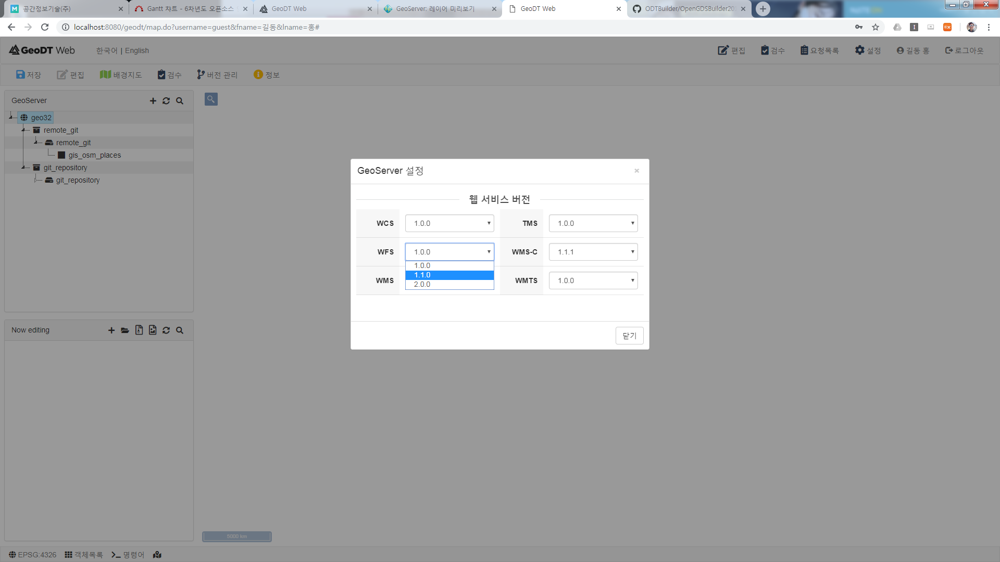 M 공간정보기술(주)
Gantt 차트 - 6차년도 오픈소스
GeoDT Web
GeoServer: 레이어 미리보기
GeoDT Web
ODTBuilder/OpenGDSBuilder20
localhost:8080/geodt/map.do?username=guest&fname=길동&lname=홍#
I
EX
GeoDT Web
한국어 | English
편집
검수
요청목록
설정
길동 홍
로그아웃
저장
편집
배경지도
검수
버전 관리
정보
GeoServer
geo32
remote_git
remote_git
gis_osm_places
git_repository
git_repository
GeoServer 설정
×
웹 서비스 버전
WCS 1.0.0 TMS 1.0.0
WFS 1.0.0 WMS-C 1.1.1
1.0.0
1.1.0
2.0.0
WMS WMTS 1.0.0
닫기
Now editing
5000 km
EPSG:4326
객체목록
명령어